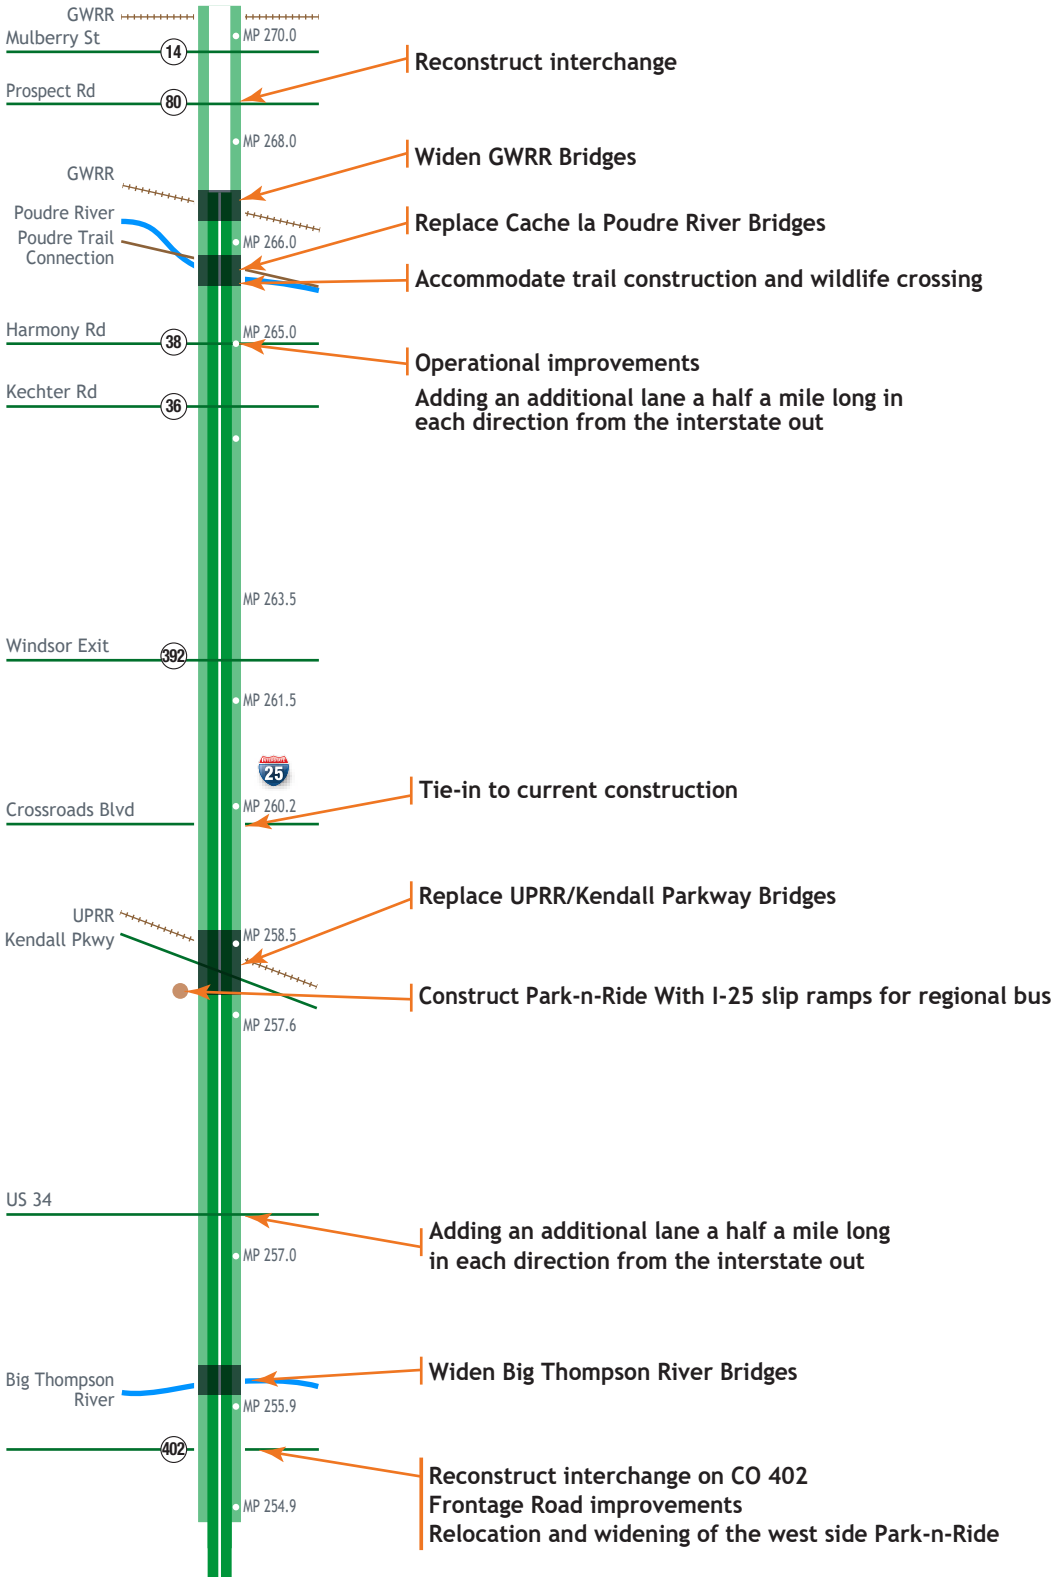 GWRR
MP 270.0
Mulberry St
14
Reconstruct interchange
Prospect Rd
80
MP 268.0
Widen GWRR Bridges
GWRR
Poudre River
Replace Cache la Poudre River Bridges
Poudre Trail
Connection
MP 266.0
Accommodate trail construction and wildlife crossing
Harmony Rd
38
MP 265.0
Operational improvements
Adding an additional lane a half a mile long in
each direction from the interstate out
Kechter Rd
36
MP 263.5
Windsor Exit
392
MP 261.5
INTERSTATE
25
Tie-in to current construction
MP 260.2
Crossroads Blvd
Replace UPRR/Kendall Parkway Bridges
UPRR
Kendall Pkwy
MP 258.5
Construct Park-n-Ride With I-25 slip ramps for regional bus
MP 257.6
US 34
Adding an additional lane a half a mile long
in each direction from the interstate out
MP 257.0
Widen Big Thompson River Bridges
Big Thompson
River
MP 255.9
402
Reconstruct interchange on CO 402
Frontage Road improvements
Relocation and widening of the west side Park-n-Ride
MP 254.9